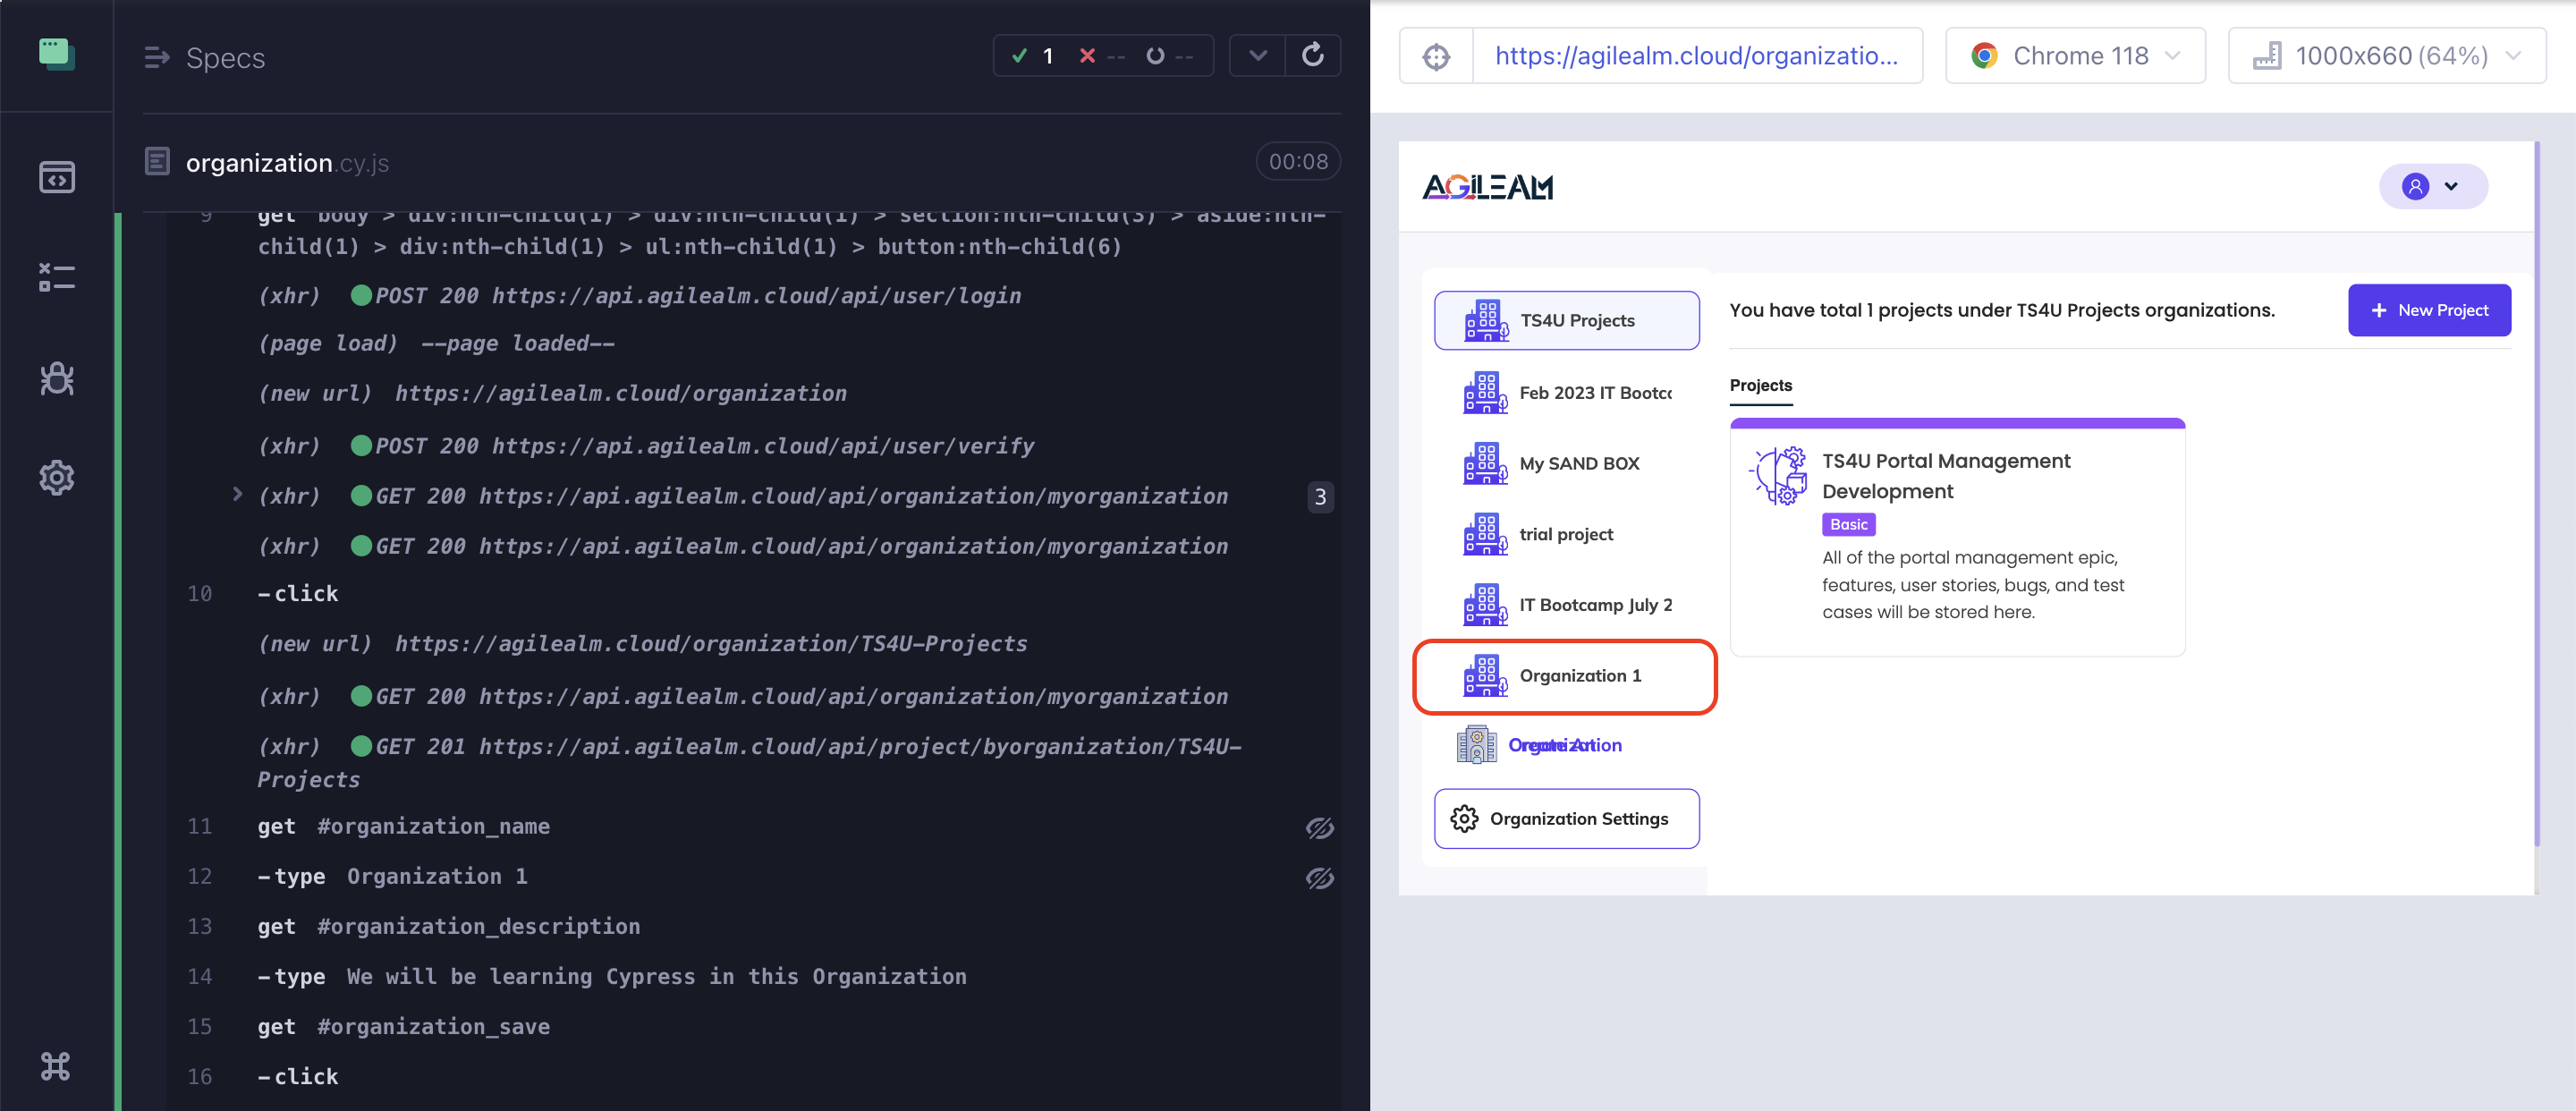 Specs
1
--
--
organization.cy.js
00:08
9 get body > div:nth-child(1) > div:nth-child(1) > section:nth-child(3) > aside:nth-
child(1) > div:nth-child(1) > ul:nth-child(1) > button:nth-child(6)
(xhr) POST 200 https://api.agilealm.cloud/api/user/login
(page load) --page loaded--
(new url) https://agilealm.cloud/organization
(xhr) POST 200 https://api.agilealm.cloud/api/user/verify
(xhr) GET 200 https://api.agilealm.cloud/api/organization/myorganization 3
(xhr) GET 200 https://api.agilealm.cloud/api/organization/myorganization
10 -click
(new url) https://agilealm.cloud/organization/TS4U-Projects
(xhr) GET 200 https://api.agilealm.cloud/api/organization/myorganization
(xhr) GET 201 https://api.agilealm.cloud/api/project/byorganization/TS4U-
Projects
11 get #organization_name
12 -type Organization 1
13 get #organization_description
14 -type We will be learning Cypress in this Organization
15 get #organization_save
16 -click
https://agilealm.cloud/organizatio...
Chrome 118
1000x660 (64%)
AGILEALM
TS4U Projects
Feb 2023 IT Bootc
My SAND BOX
trial project
IT Bootcamp July 2
Organization 1
Create An
Organization
Organization Settings
You have total 1 projects under TS4U Projects organizations.
+ New Project
Projects
TS4U Portal Management
Development
Basic
All of the portal management epic,
features, user stories, bugs, and test
cases will be stored here.